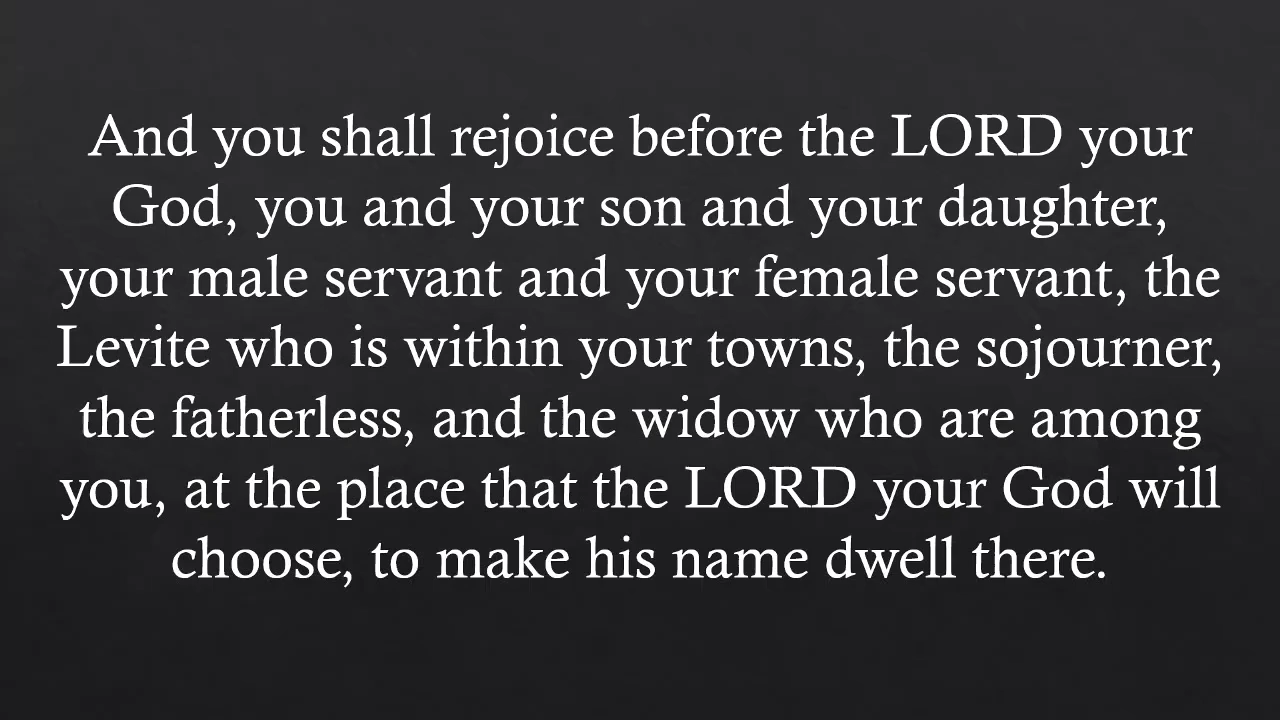 And you shall rejoice before the LORD your
God, you and your son and your daughter,
your male servant and your female servant, the
Levite who is within your towns, the sojourner,
the fatherless, and the widow who are among
you, at the place that the LORD your God will
choose, to make his name dwell there.